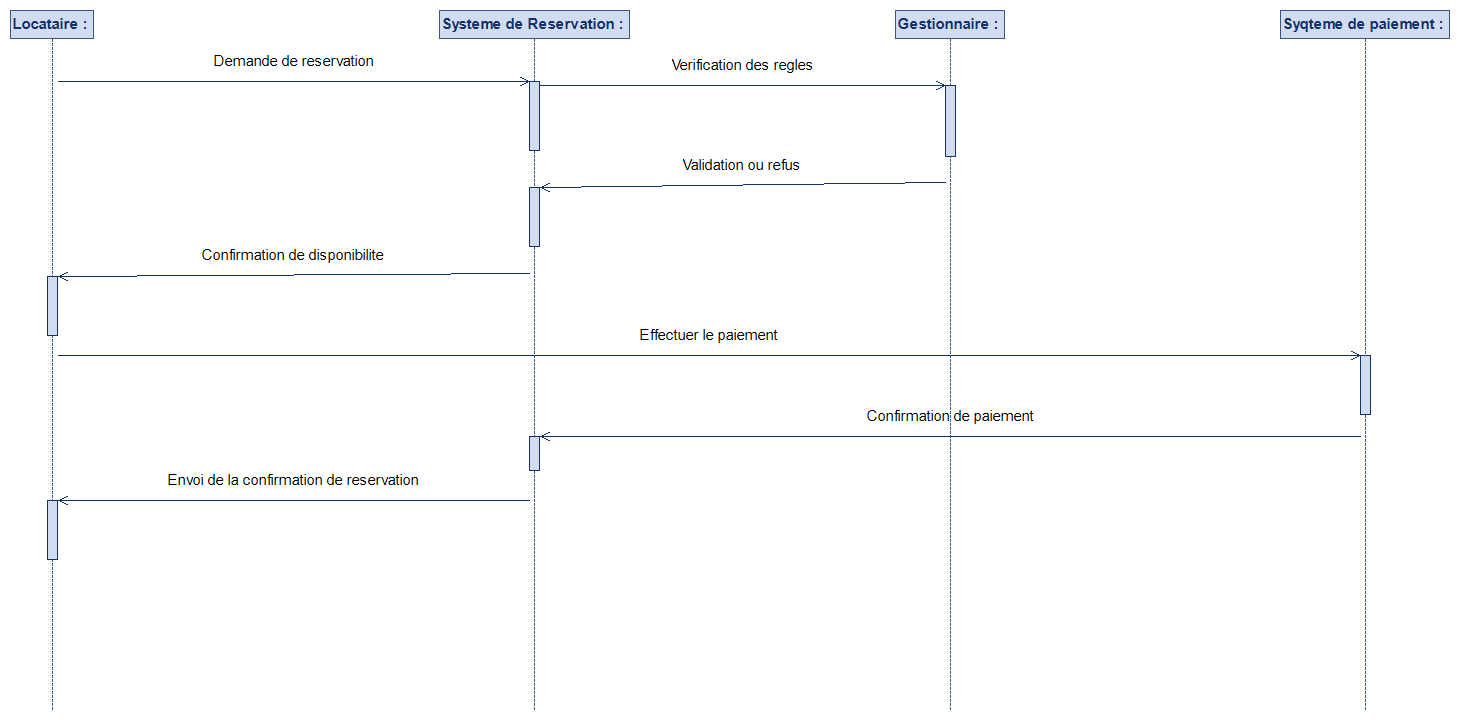 Locataire :
Systeme de Reservation :
Gestionnaire :
Syqteme de paiement :
Demande de reservation
Verification des regles
Validation ou refus
Confirmation de disponibilite
Effectuer le paiement
Confirmation de paiement
Envoi de la confirmation de reservation